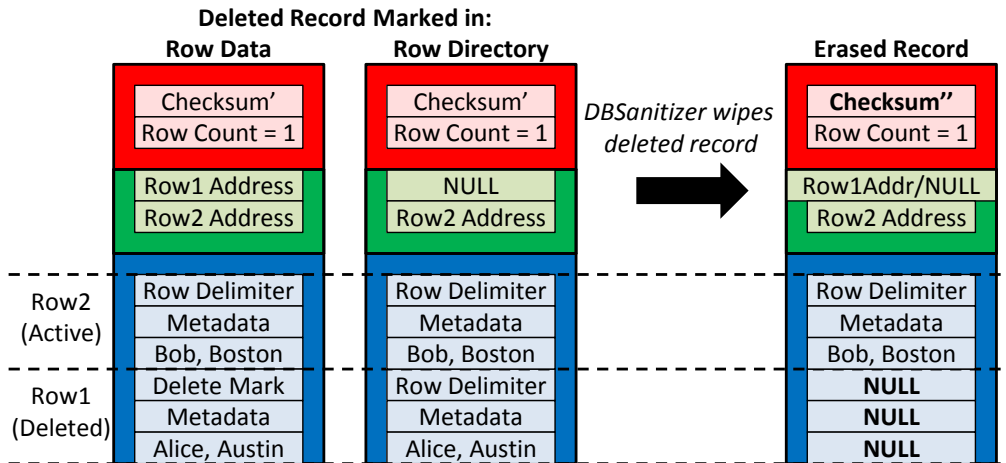 Deleted Record Marked in:
Row Data
Row Directory
Erased Record
Checksum’
Row Count = 1
Row1 Address
Row2 Address
Checksum’
Row Count = 1
NULL
Row2 Address
DBSanitizer wipes
deleted record
Checksum’’
Row Count = 1
Row1Addr/NULL
Row2 Address
Row2
(Active)
Row Delimiter
Metadata
Bob, Boston
Row Delimiter
Metadata
Bob, Boston
Row Delimiter
Metadata
Bob, Boston
Row1
(Deleted)
Delete Mark
Metadata
Alice, Austin
Row Delimiter
Metadata
Alice, Austin
NULL
NULL
NULL